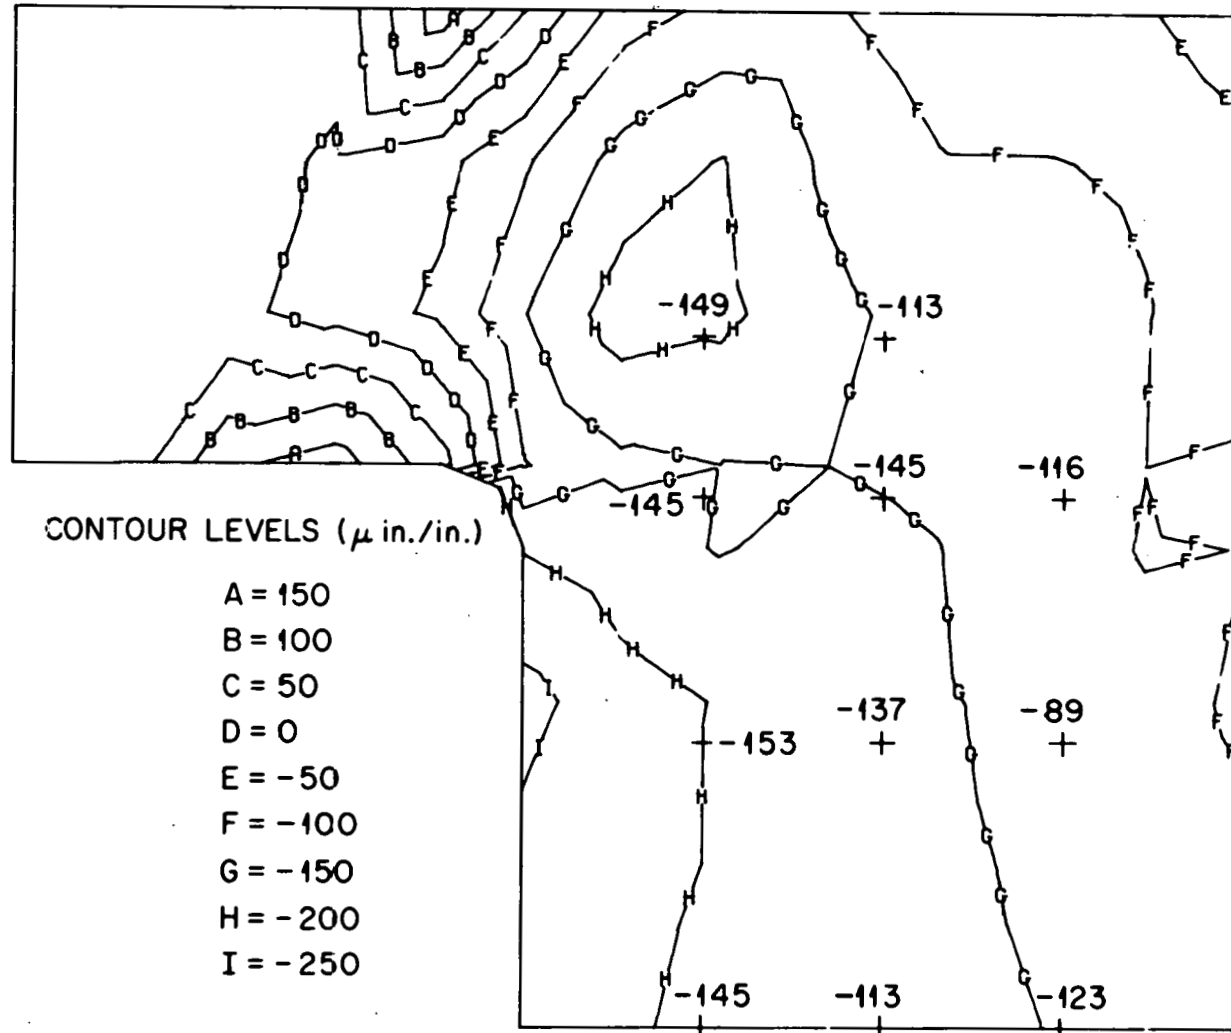 A
F
F
E
B
B
D
C
C
B
B
E
E
G
G
G
C
F
F
G
G
D
D
D
D
E
G
D
D
F
D
E
H
G
F
G
H
F
D
F
G
E
H
F
-149
-113
G
D
F
H
H
D
D
E
H
G
C
C
C
D
F
G
F
C
B
B
B
C
D
E
G
B
B
D
A
G
G
F
E
F
-145
-116
H
G
G
-145
G
G
G
G
F
F
CONTOUR LEVELS (μ in./in.)
F
F
H
A = 150
H
G
B = 100
H
F
C = 50
I
H
G
D = 0
-137
-89
F
I
-153
G
F
E = -50
H
F = -100
G
G = -150
H
G
H = -200
I = -250
H
G
-145
-113
-123